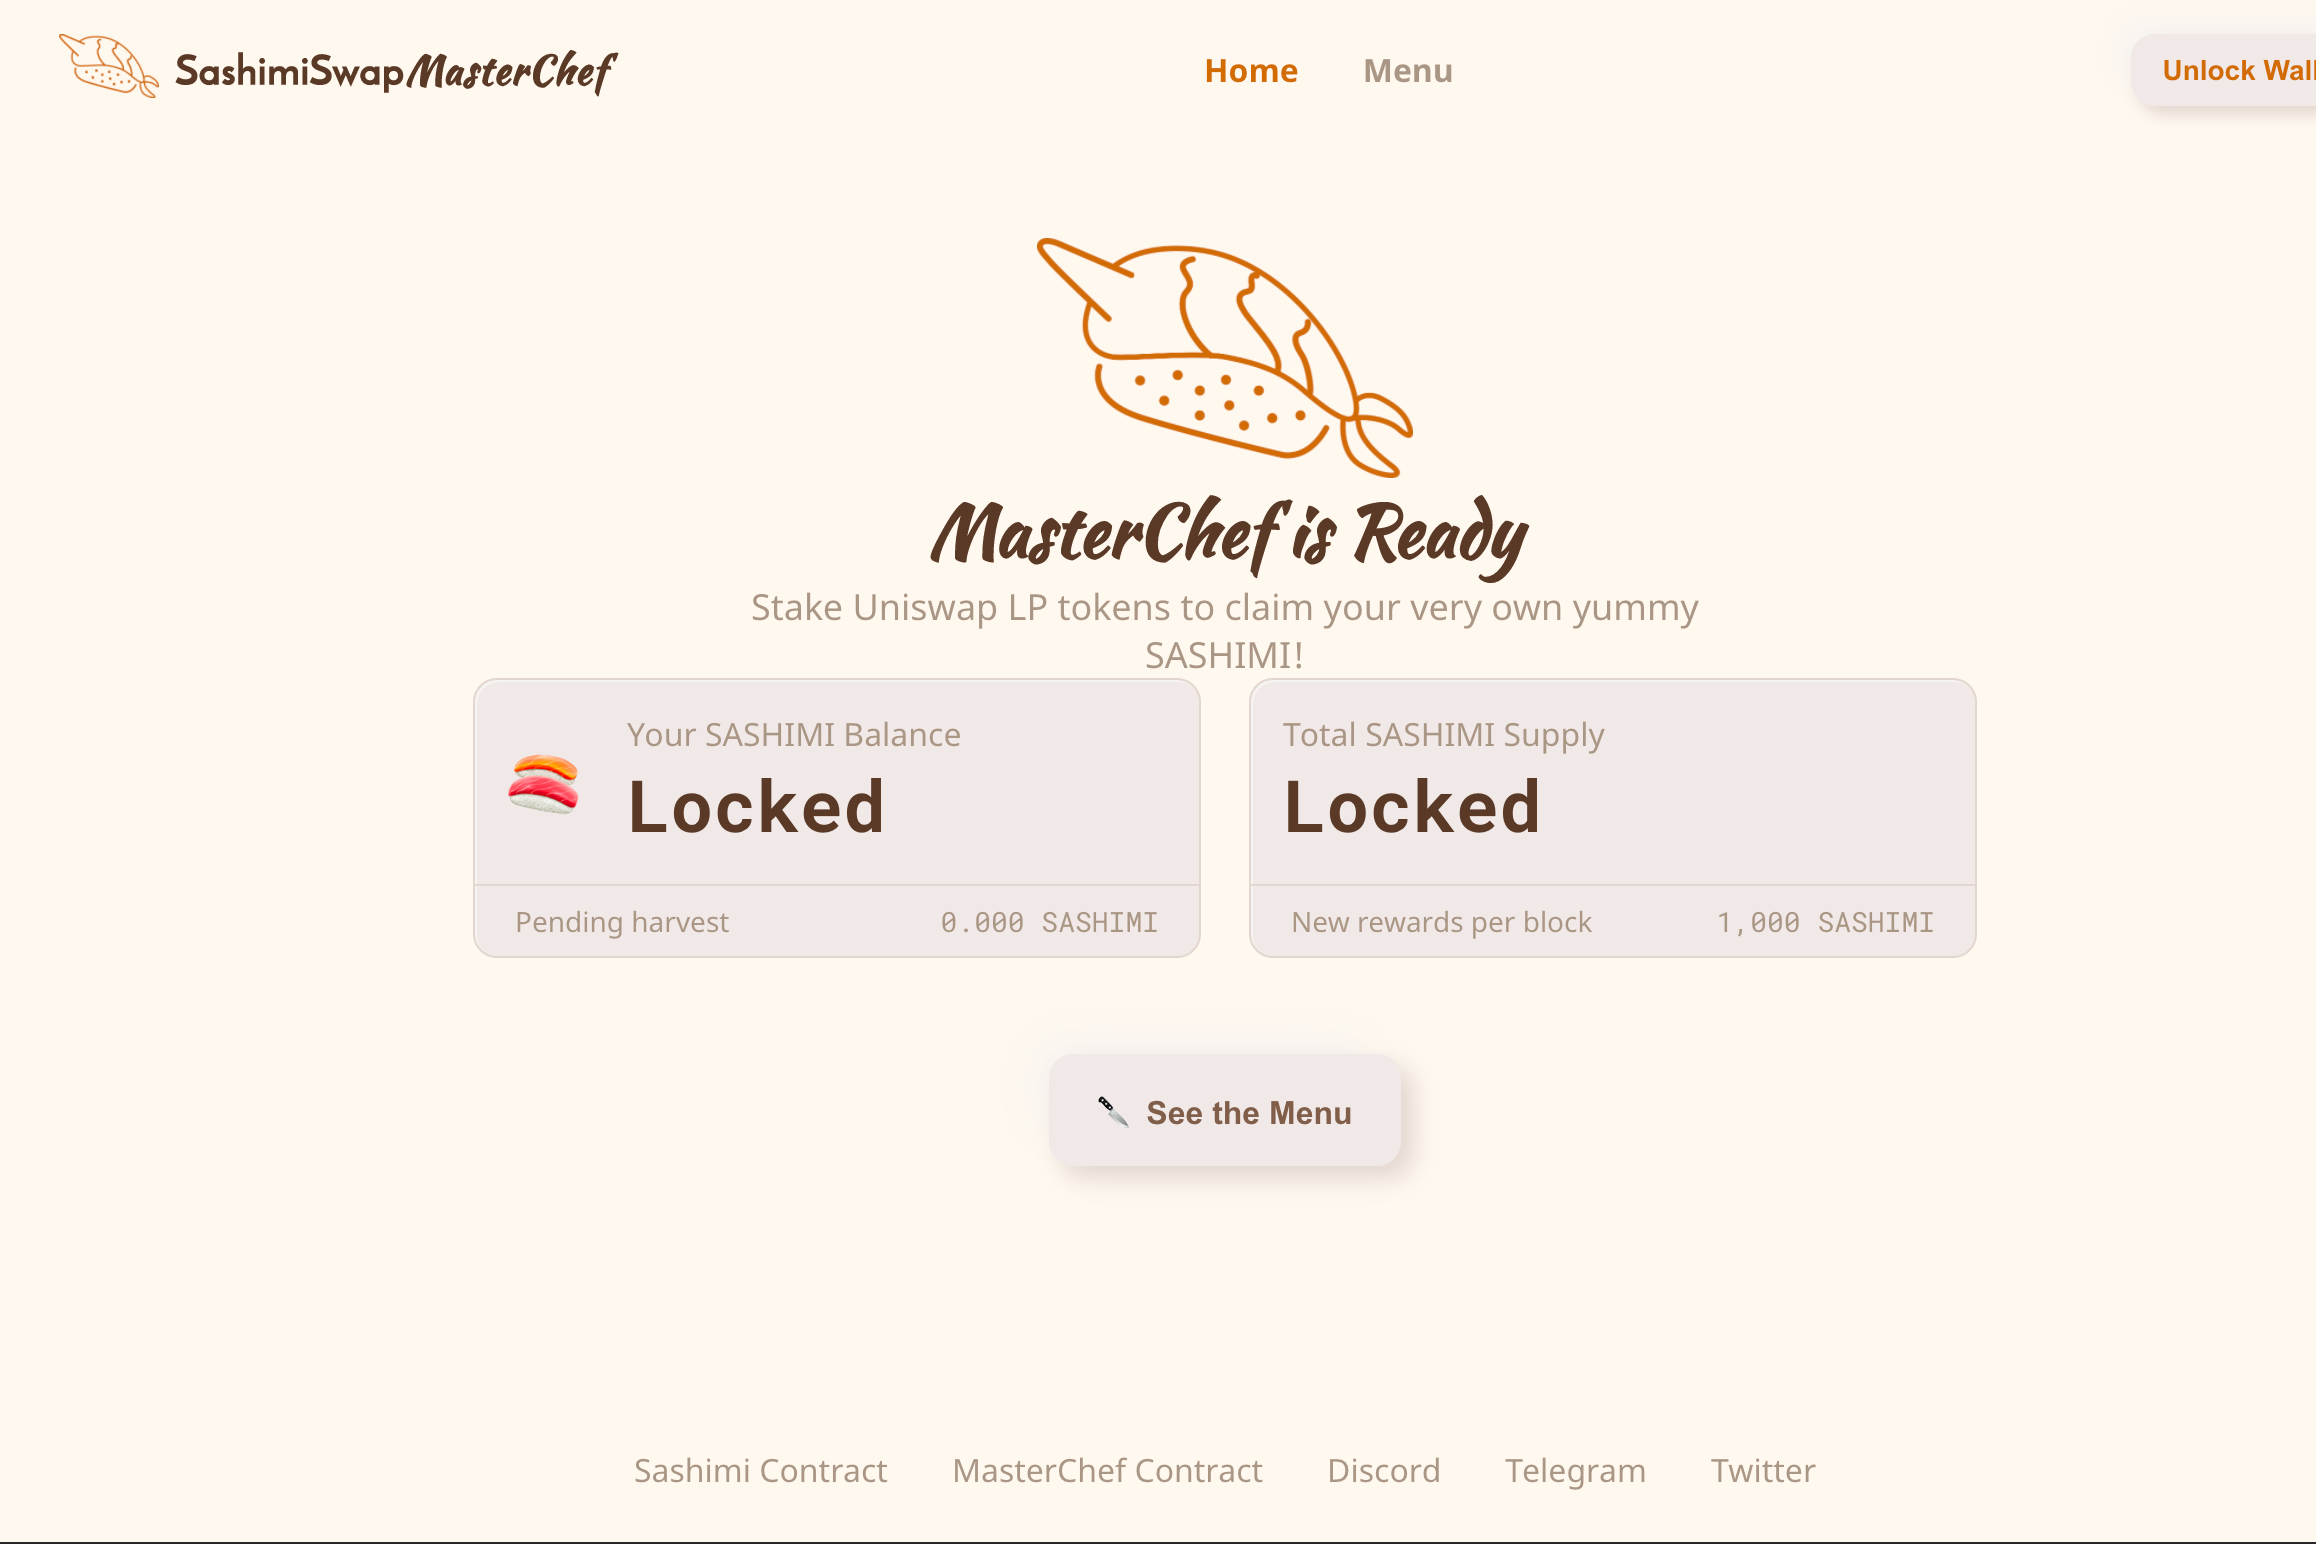 SashimiSwap MasterChef
Home
Menu
Unlock Wall
MasterChef is Ready
Stake Uniswap LP tokens to claim your very own yummy
SASHIMI!
Your SASHIMI Balance
Locked
Pending harvest
0.000 SASHIMI
Total SASHIMI Supply
Locked
New rewards per block
1,000 SASHIMI
See the Menu
Sashimi Contract
MasterChef Contract
Discord
Telegram
Twitter